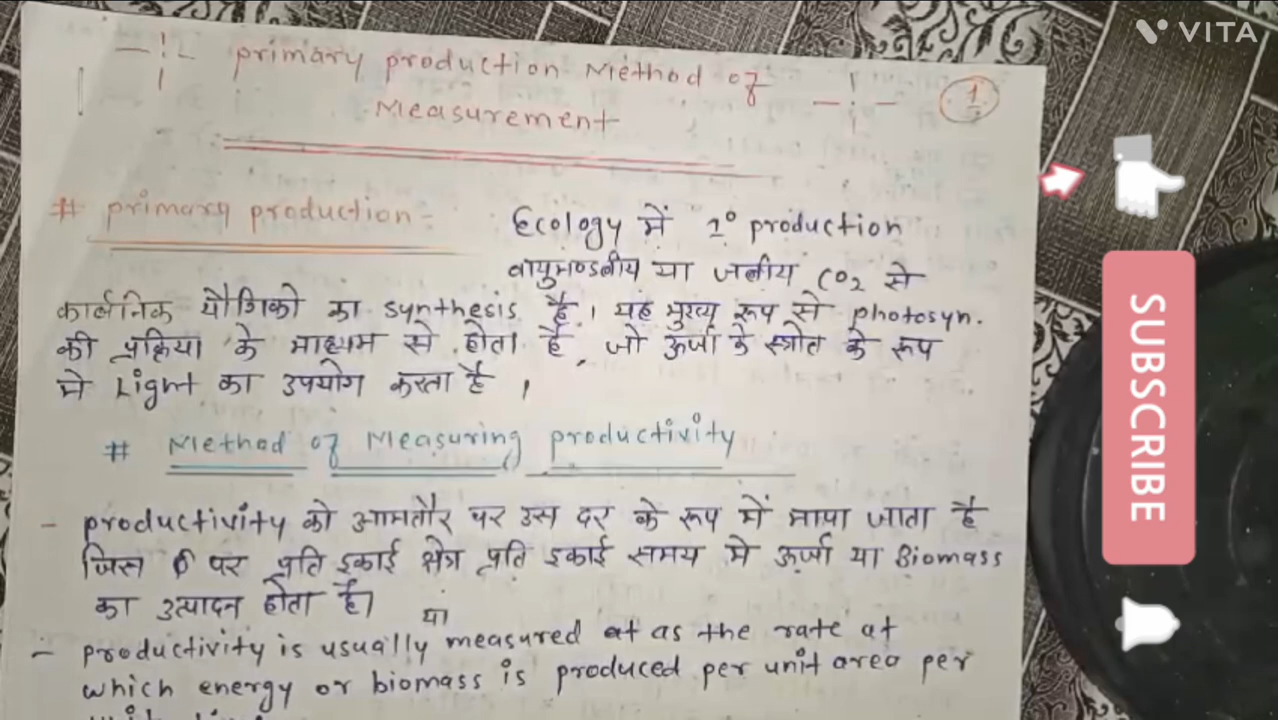 VITA
primary production Method of
Measurement
1
# primary production -
Ecology में 1° production
वायुमण्डलीय या जलीय CO2 से
कार्बनिक यौगिको का synthesis है। यह मुख्य रूप से photosyn.
की प्रक्रिया के माध्यम से होता है, जो ऊर्जा के स्त्रोत के रूप
मे Light का उपयोग करता है ।
# Method of Measuring productivity
- productivity को आमतौर पर उस दर के रूप में मापा जाता है
जिस पर प्रति इकाई क्षेत्र प्रति इकाई समय मे ऊर्जा या Biomass
का उत्पादन होता है।
या
- productivity is usually measured at as the rate at
which energy or biomass is produced per unit area per
SUBSCRIBE